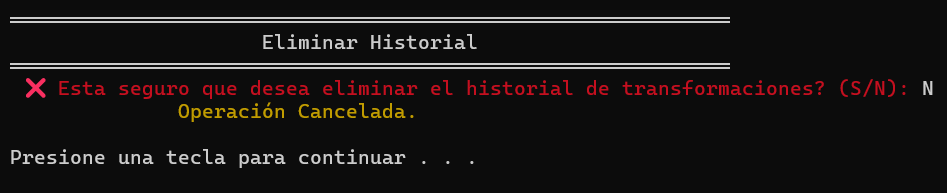 Eliminar Historial
❌ Esta seguro que desea eliminar el historial de transformaciones? (S/N): N
Operación Cancelada.
Presione una tecla para continuar . . .